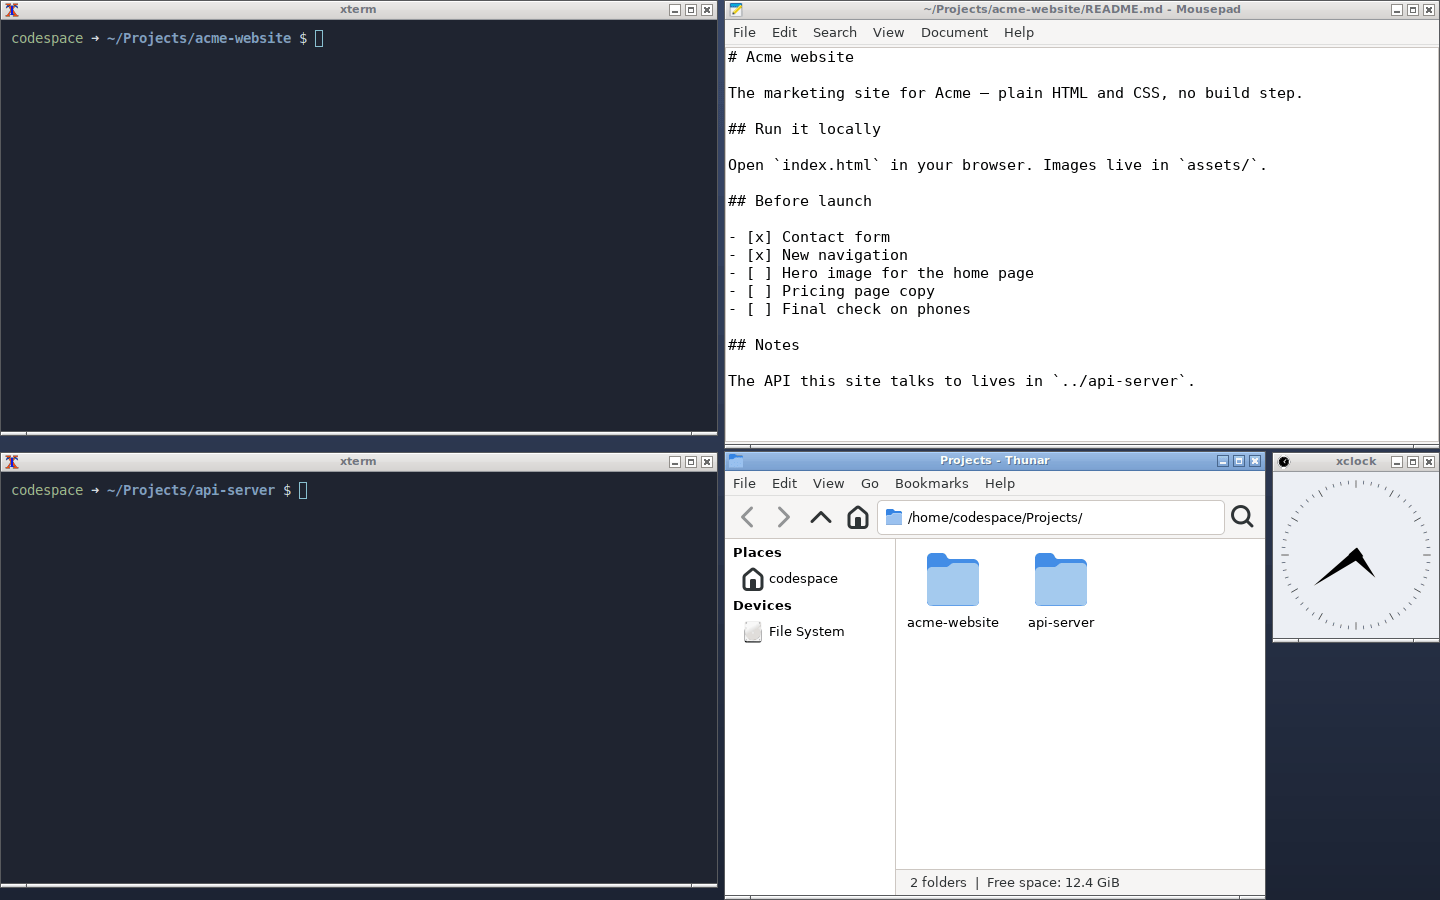 xterm
codespace ➜ ~/Projects/acme-website $
~/Projects/acme-website/README.md - Mousepad
File Edit Search View Document Help
# Acme website
The marketing site for Acme — plain HTML and CSS, no build step.
## Run it locally
Open `index.html` in your browser. Images live in `assets/`.
## Before launch
- [x] Contact form
- [x] New navigation
- [ ] Hero image for the home page
- [ ] Pricing page copy
- [ ] Final check on phones
## Notes
The API this site talks to lives in `../api-server`.
xterm
codespace ➜ ~/Projects/api-server $
Projects - Thunar
File Edit View Go Bookmarks Help
/home/codespace/Projects/
Places
codespace
Devices
File System
acme-website api-server
2 folders | Free space: 12.4 GiB
xclock